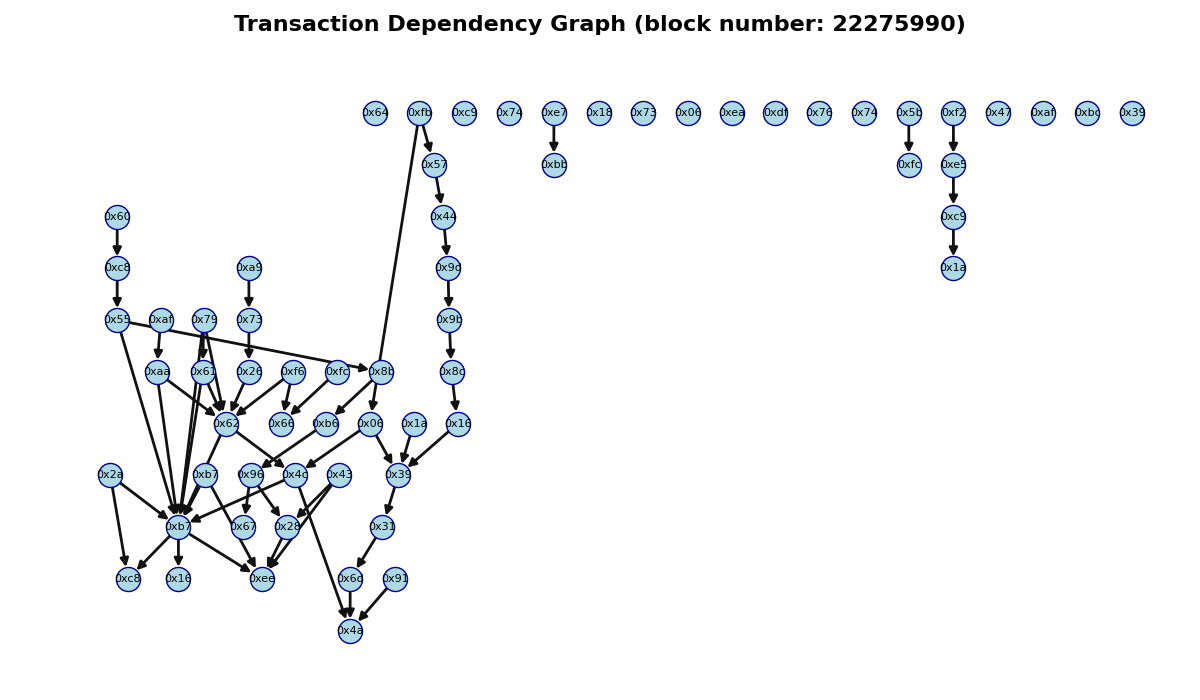 Transaction Dependency Graph (block number: 22275990)
0x64 0xfb 0xc9 0x74 0xe7 0x18 0x73 0x06 0xea 0xdf 0x76 0x74 0x5b 0xf2 0x47 0xaf 0xbc 0x39
0x57 0xbb 0xfc 0xe5
0x60 0x44 0xc9
0xc8 0xa9 0x9d 0x1a
0x55 0xaf 0x79 0x73 0x9b
0xaa 0x61 0x26 0xf6 0xfc 0x8b 0x8c
0x62 0x66 0xb6 0x06 0x1a 0x16
0x2a 0xb7 0x96 0x4c 0x43 0x39
0xb7 0x67 0x28 0x31
0xc8 0x16 0xee 0x6d 0x91
0x4a